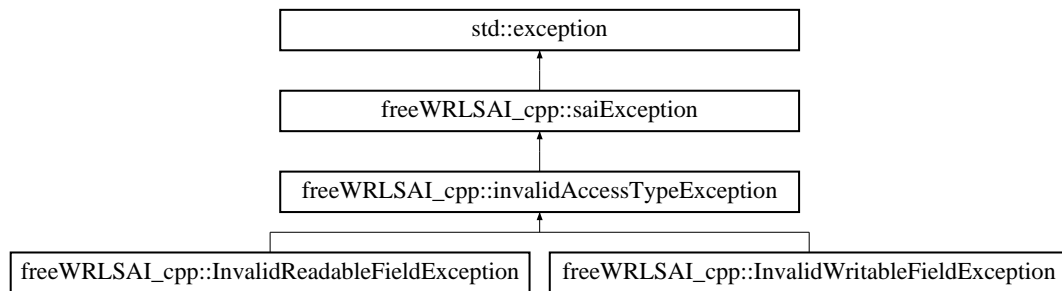 std::exception
freeWRLSAI_cpp::saiException
freeWRLSAI_cpp::invalidAccessTypeException
freeWRLSAI_cpp::InvalidReadableFieldException
freeWRLSAI_cpp::InvalidWritableFieldException